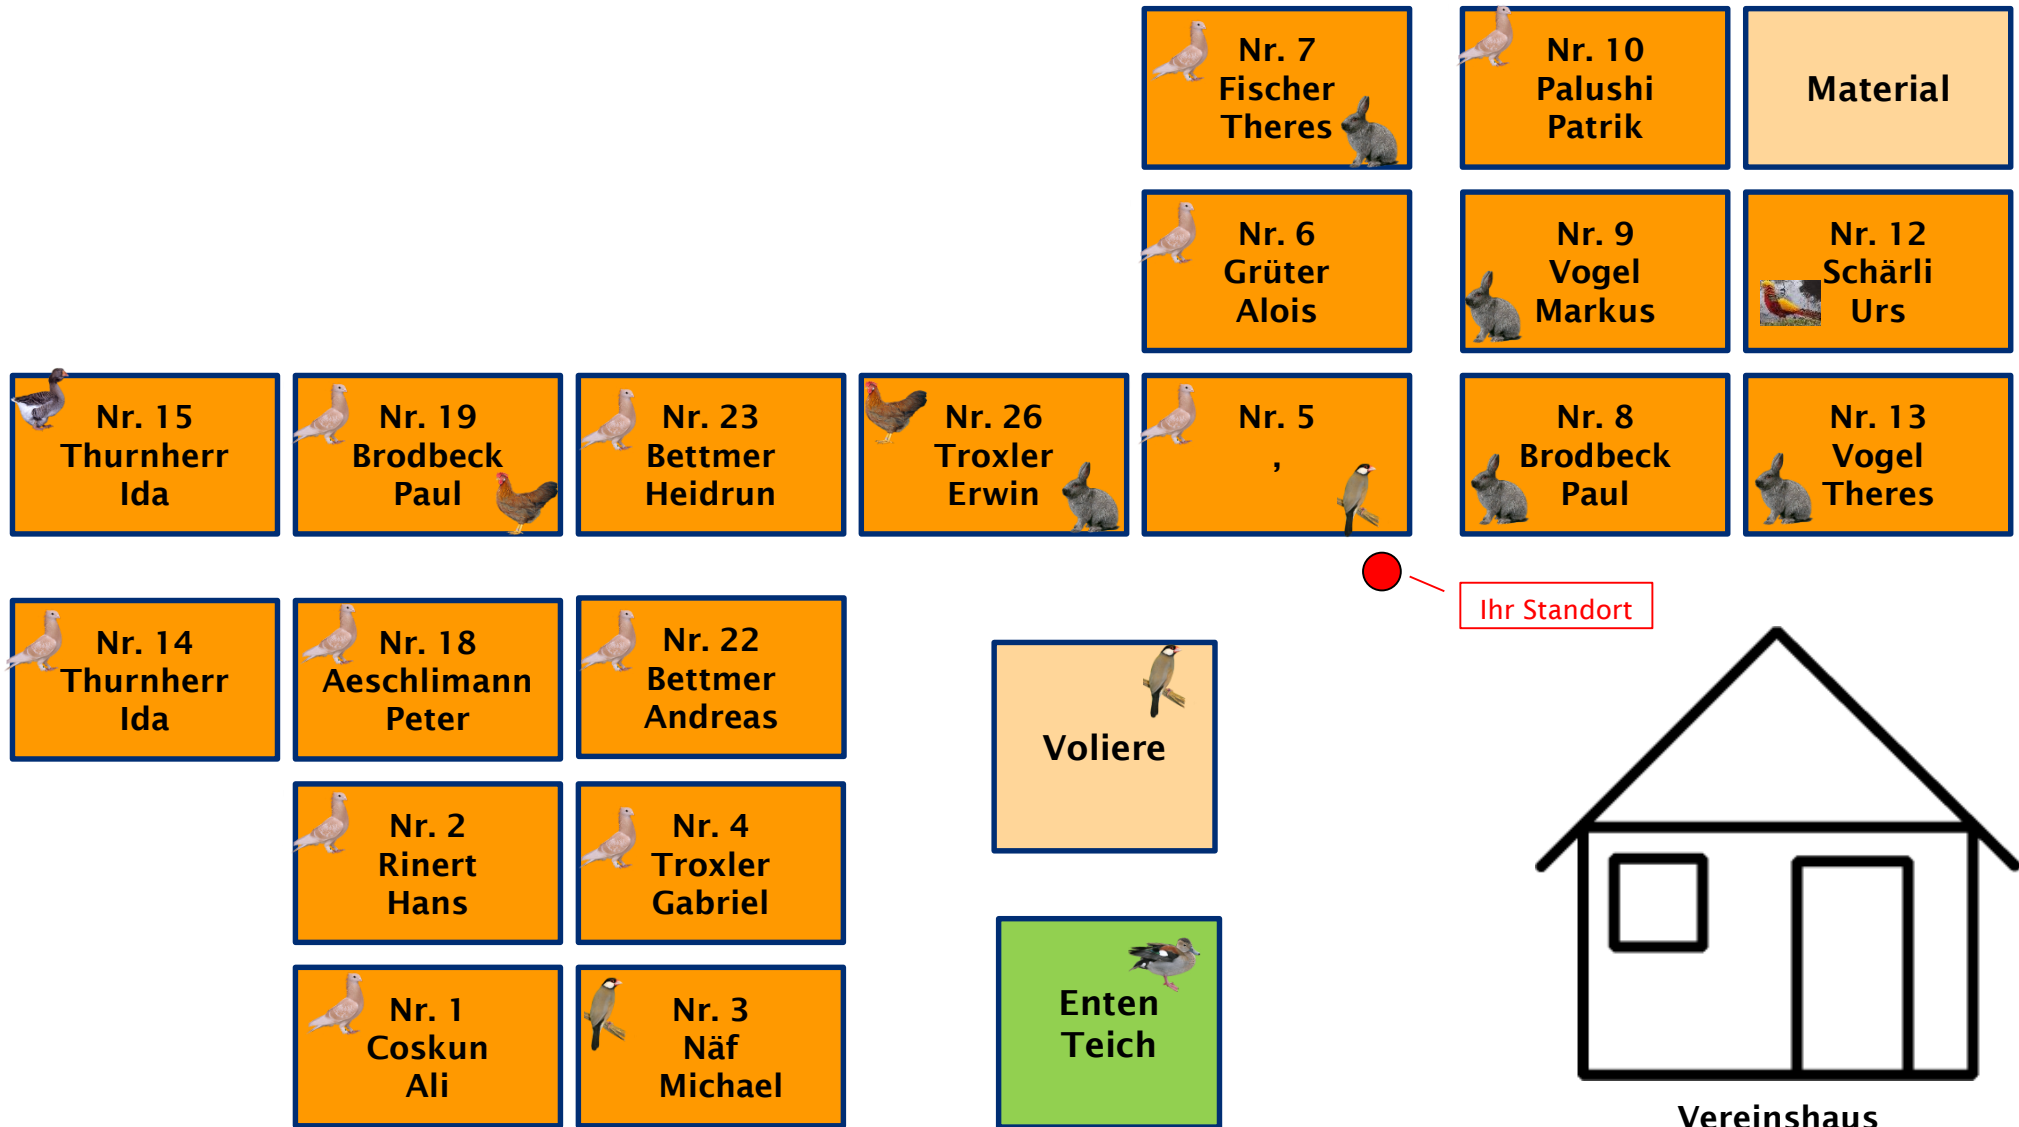 Nr. 7
Fischer
Theres
Nr. 10
Palushi
Patrik
Material
Nr. 6
Grüter
Alois
Nr. 9
Vogel
Markus
Nr. 12
Schärli
Urs
Nr. 15
Thurnherr
Ida
Nr. 19
Brodbeck
Paul
Nr. 23
Bettmer
Heidrun
Nr. 26
Troxler
Erwin
Nr. 5
,
Nr. 8
Brodbeck
Paul
Nr. 13
Vogel
Theres
Ihr Standort
Nr. 14
Thurnherr
Ida
Nr. 18
Aeschlimann
Peter
Nr. 22
Bettmer
Andreas
Voliere
Nr. 2
Rinert
Hans
Nr. 4
Troxler
Gabriel
Nr. 1
Coskun
Ali
Nr. 3
Näf
Michael
Enten
Teich
Vereinshaus